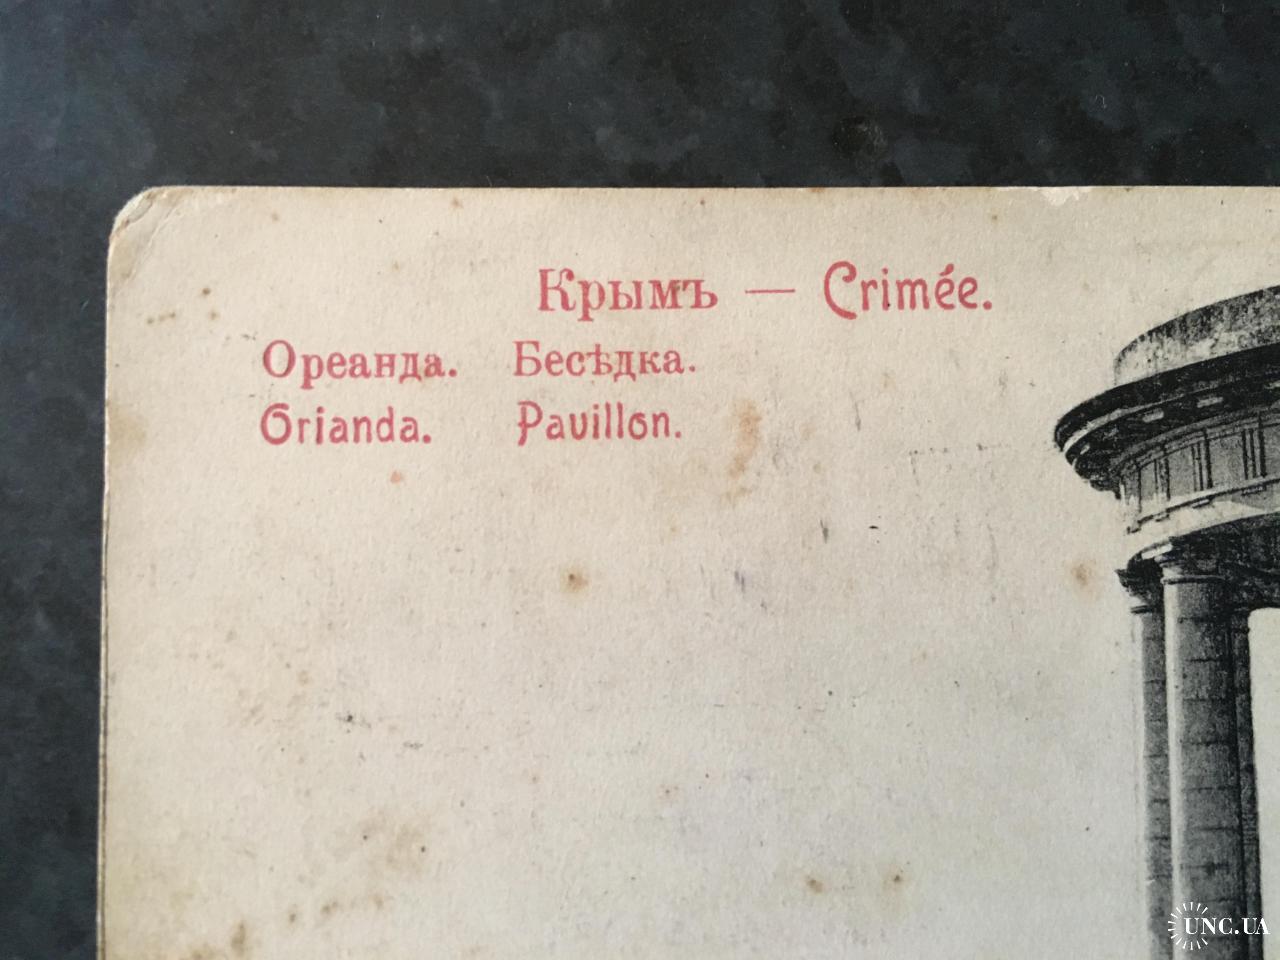 Крымъ — Crimée.
Ореанда. Бесѣдка.
Orianda. Pavillon.
UNC.UA